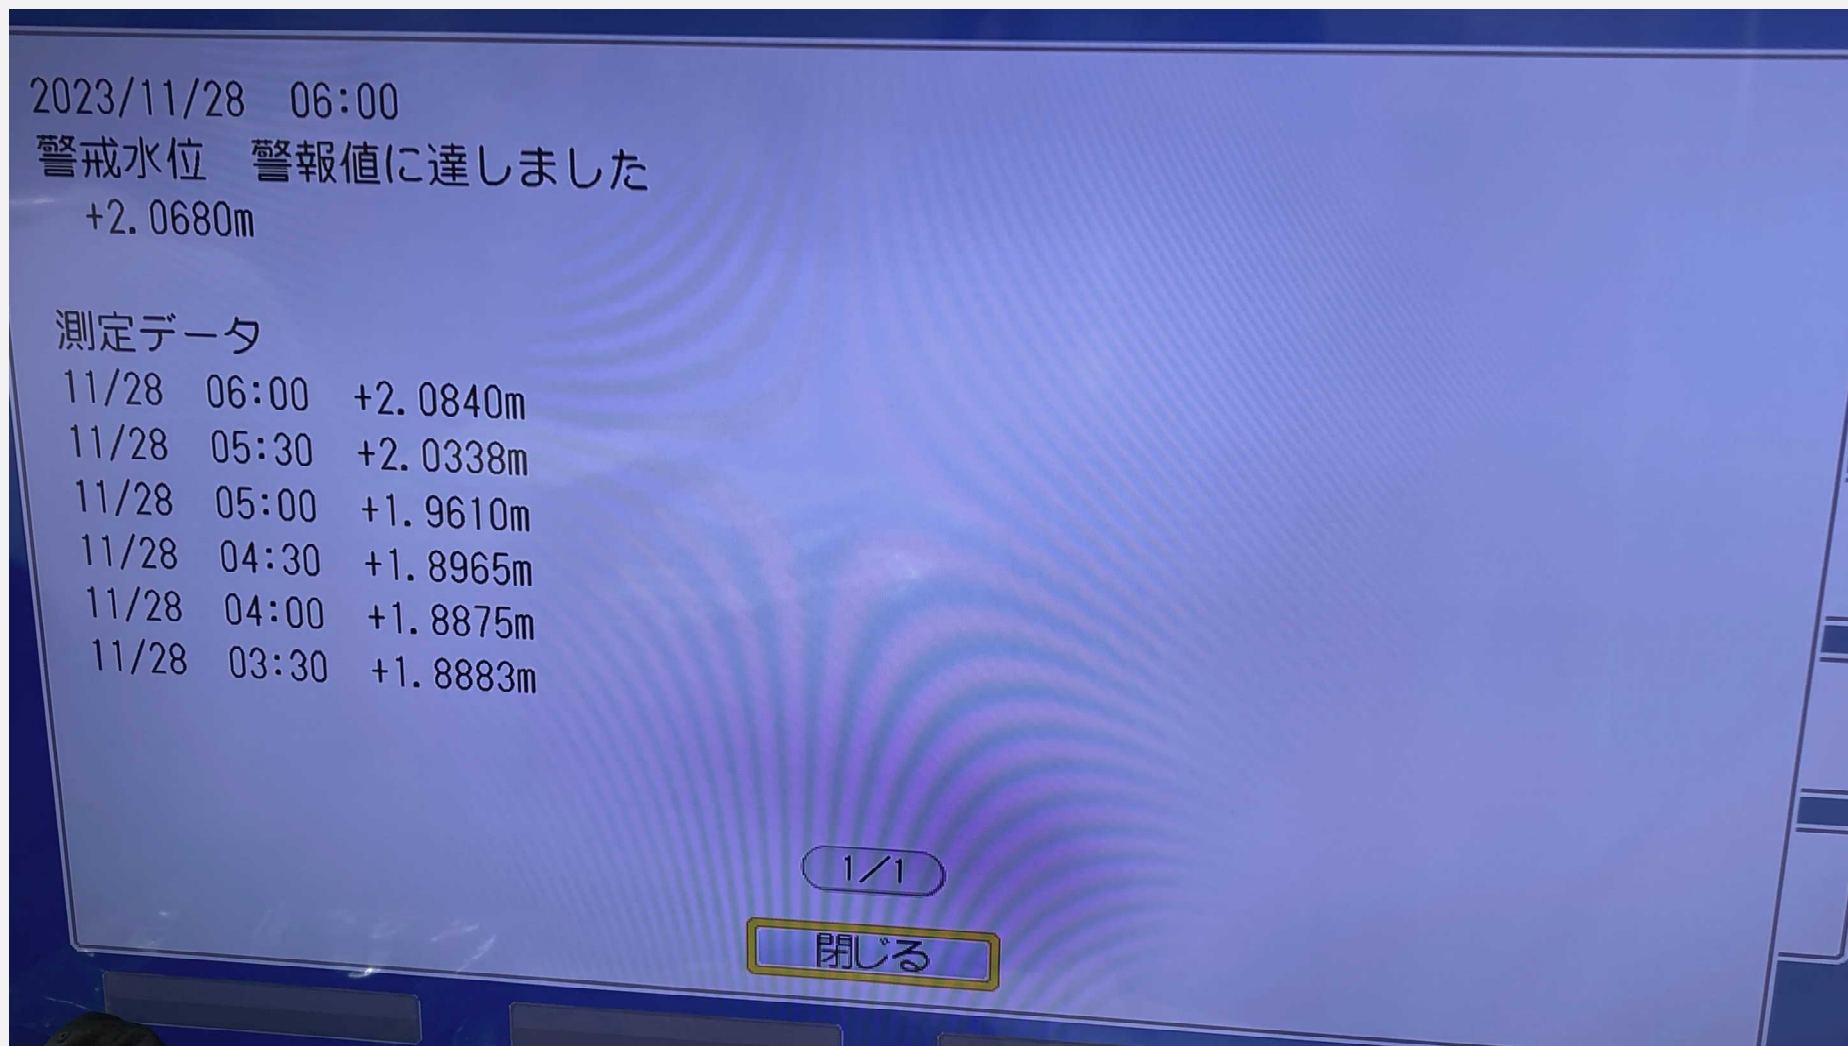 2023/11/28 06:00
警戒水位 警報値に達しました
+2.0680m
測定データ
11/28 06:00 +2.0840m
11/28 05:30 +2.0338m
11/28 05:00 +1.9610m
11/28 04:30 +1.8965m
11/28 04:00 +1.8875m
11/28 03:30 +1.8883m
1/1
閉じる